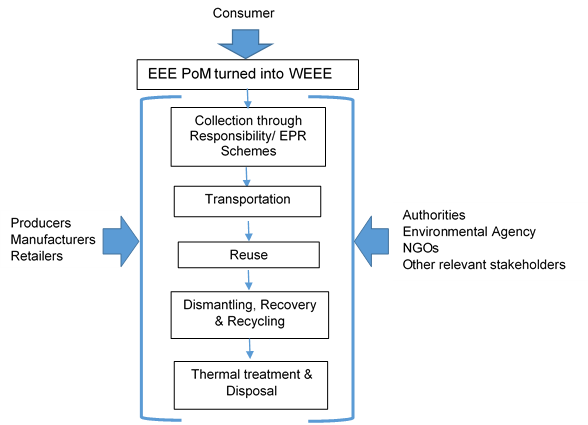 Consumer
EEE PoM turned into WEEE
Collection through
Responsibility/ EPR
Schemes
Transportation
Producers
Manufacturers
Retailers
Authorities
Environmental Agency
NGOs
Other relevant stakeholders
Reuse
Dismantling, Recovery
& Recycling
Thermal treatment &
Disposal